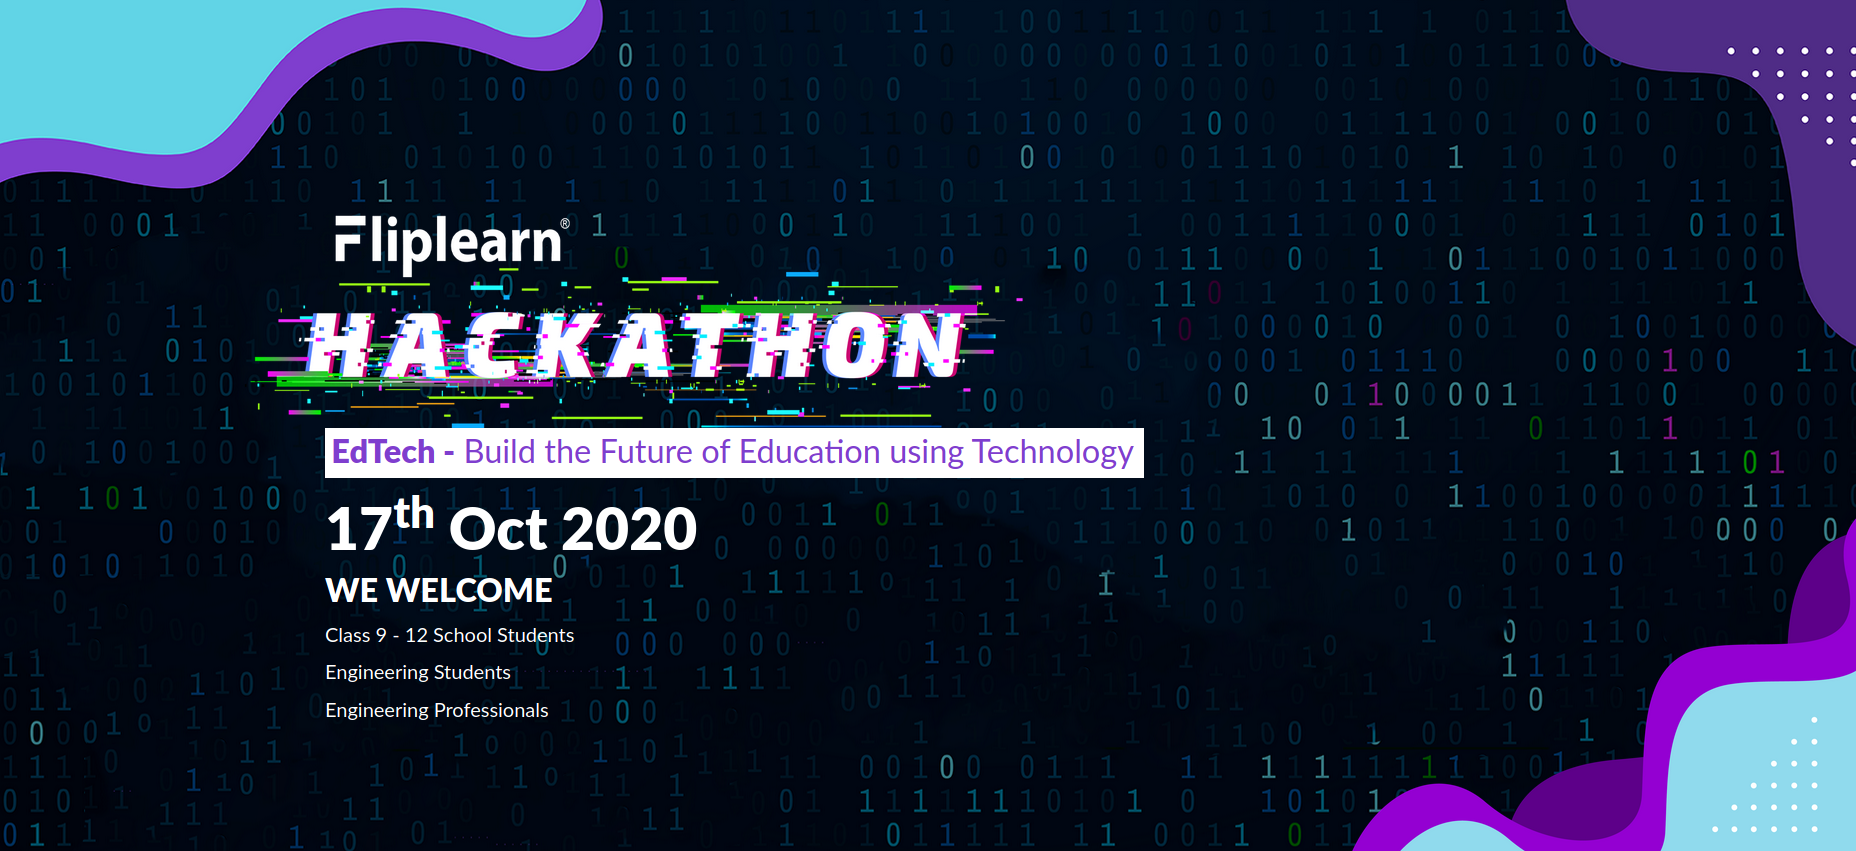 Fliplearn®
HACKATHON
EdTech - Build the Future of Education using Technology
17th Oct 2020
WE WELCOME
Class 9 - 12 School Students
Engineering Students
Engineering Professionals